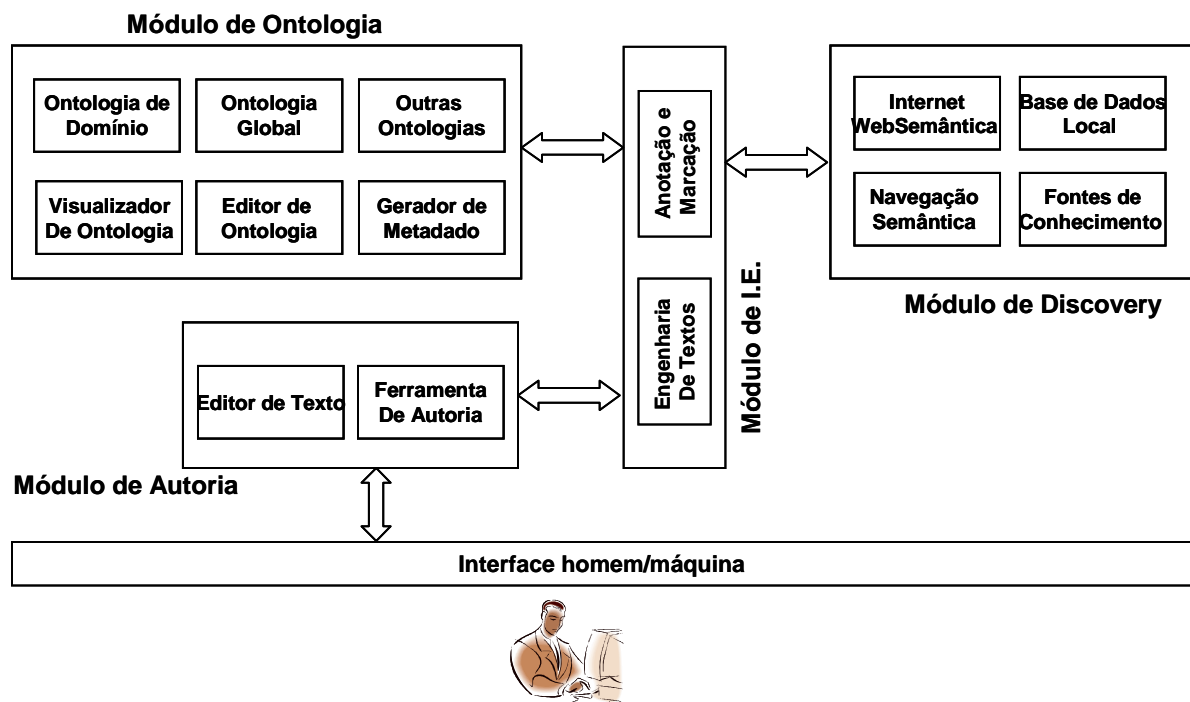 Módulo de Ontologia
Ontologia de
Domínio
Ontologia
Global
Outras
Ontologias
Visualizador
De Ontologia
Editor de
Ontologia
Gerador de
Metadado
Anotação e
Marcação
Engenharia
De Textos
Módulo de I.E.
Internet
WebSemântica
Base de Dados
Local
Navegação
Semântica
Fontes de
Conhecimento
Módulo de Discovery
Editor de Texto
Ferramenta
De Autoria
Módulo de Autoria
Interface homem/máquina